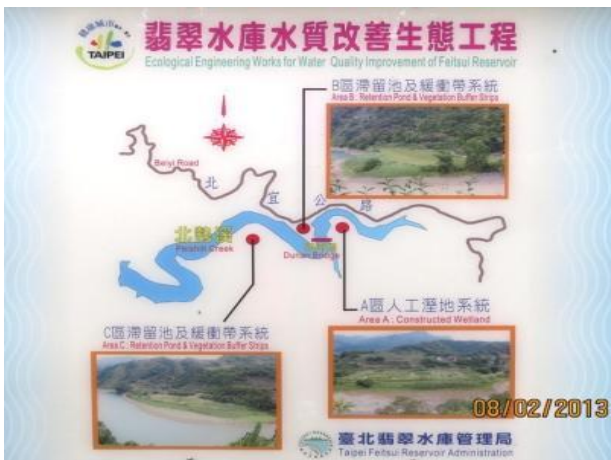 TAIPEI
翡翠水庫水質改善生態工程
Ecological Engineering Works for Water Quality Improvement of Feitsui Reservoir
B區滯留池及緩衝帶系統
Area B : Retention Pond & Vegetation Buffer Strips
Beiyi Road
北宜公路
北勢溪
Peishih Creek
Dunan Bridge
A區人工溼地系統
Area A : Constructed Wetland
C區滯留池及緩衝帶系統
Area C : Retention Pond & Vegetation Buffer Strips
08/02/2013
臺北翡翠水庫管理局
Taipei Feitsui Reservoir Administration